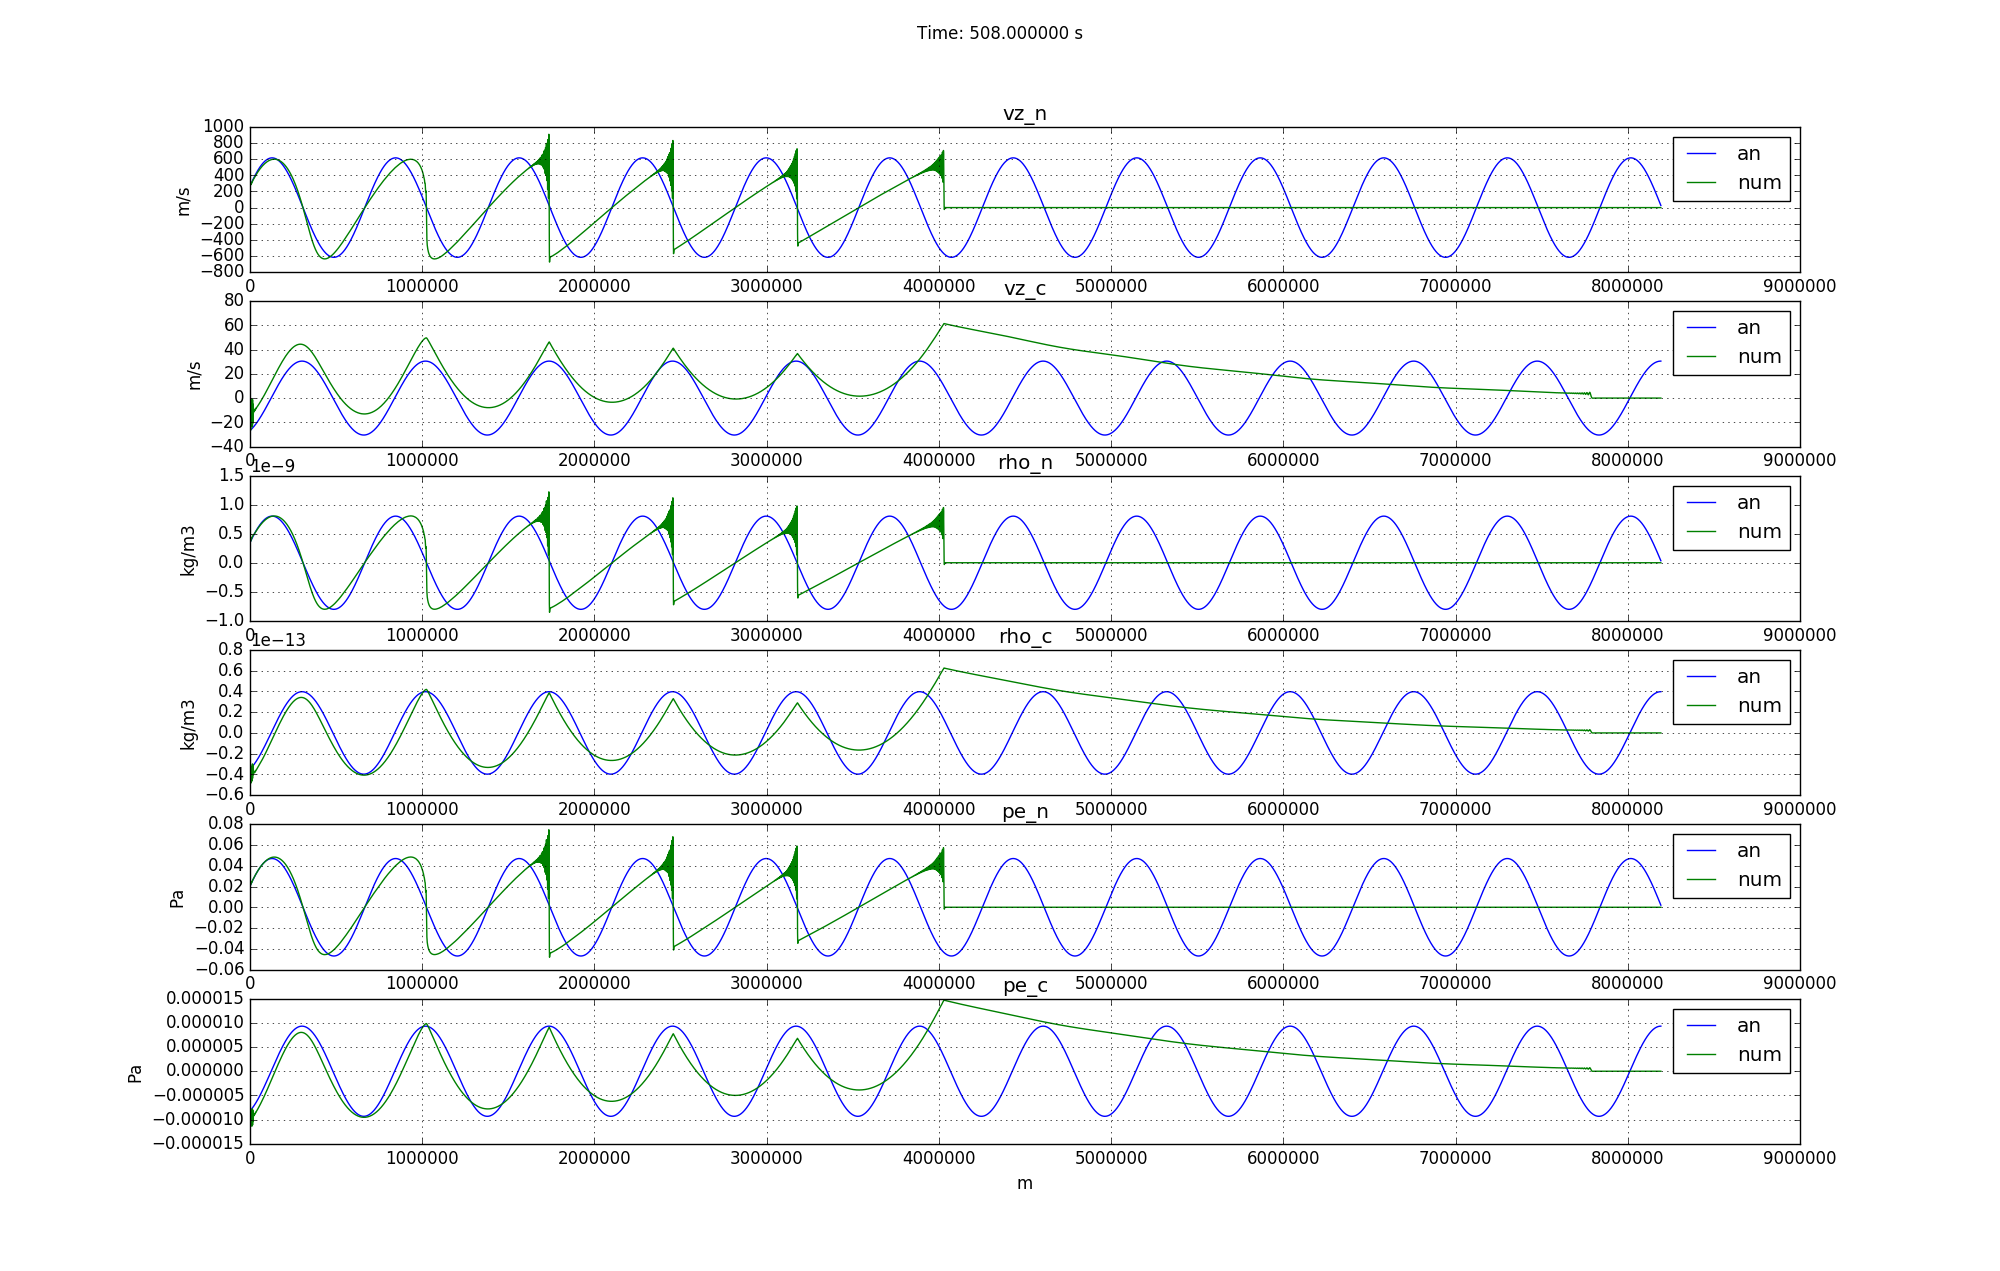 Time: 508.000000 s
vz_n
1000
800
600
400
200
0
−200
−400
−600
−800
m/s
an
num
0 1000000 2000000 3000000 4000000 5000000 6000000 7000000 8000000 9000000
vz_c
80
60
40
20
0
−20
−40
m/s
an
num
0 1000000 2000000 3000000 4000000 5000000 6000000 7000000 8000000 9000000
1e−9
rho_n
1.5
1.0
0.5
0.0
−0.5
−1.0
kg/m3
an
num
0 1000000 2000000 3000000 4000000 5000000 6000000 7000000 8000000 9000000
1e−13
rho_c
0.8
0.6
0.4
0.2
0.0
−0.2
−0.4
−0.6
kg/m3
an
num
0 1000000 2000000 3000000 4000000 5000000 6000000 7000000 8000000 9000000
pe_n
0.08
0.06
0.04
0.02
0.00
−0.02
−0.04
−0.06
Pa
an
num
0 1000000 2000000 3000000 4000000 5000000 6000000 7000000 8000000 9000000
pe_c
0.000015
0.000010
0.000005
0.000000
−0.000005
−0.000010
−0.000015
Pa
an
num
0 1000000 2000000 3000000 4000000 5000000 6000000 7000000 8000000 9000000
m